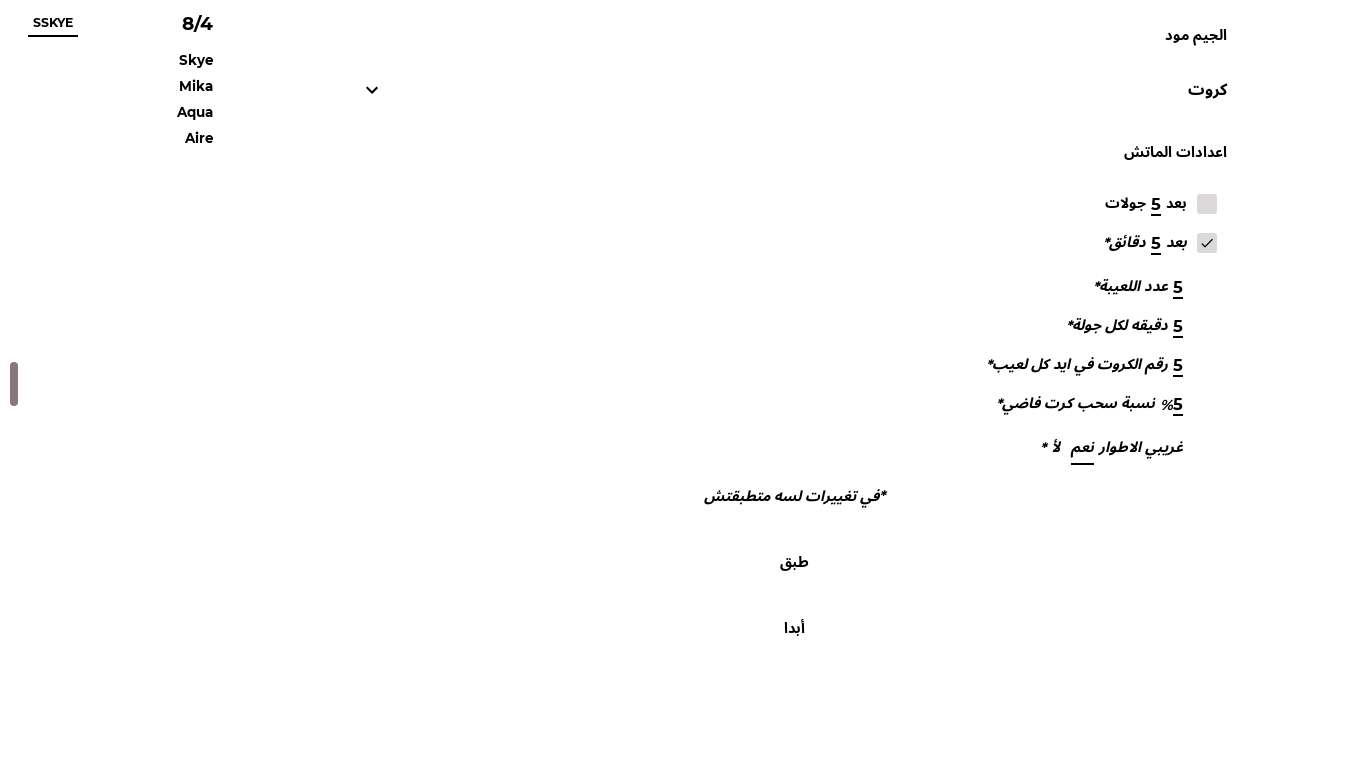 الجيم مود
كروت
اعدادات الماتش
بعد 5 جولات
بعد 5 دقائق*
5 عدد اللعيبة*
5 دقيقه لكل جولة*
5 رقم الكروت في ايد كل لعيب*
5% نسبة سحب كرت فاضي*
غريبي الاطوار نعم لأ *
*في تغييرات لسه متطبقتش
طبق
أبدا
8/4
Skye
Mika
Aqua
Aire
SSKYE